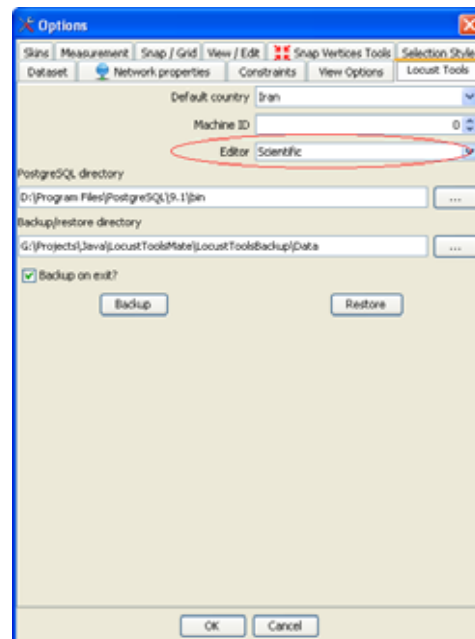 Options
Skins Measurement Snap / Grid View / Edit Snap Vertices Tools Selection Style
Dataset Network properties Constraints View Options Locust Tools
Default country Iran
Machine ID 0
Editor Scientific
PostgreSQL directory
D:\Program Files\PostgreSQL\9.1\bin ...
Backup/restore directory
G:\Projects\Java\LocustToolsMate\LocustToolsBackup\Data ...
Backup on exit?
Backup Restore
OK Cancel